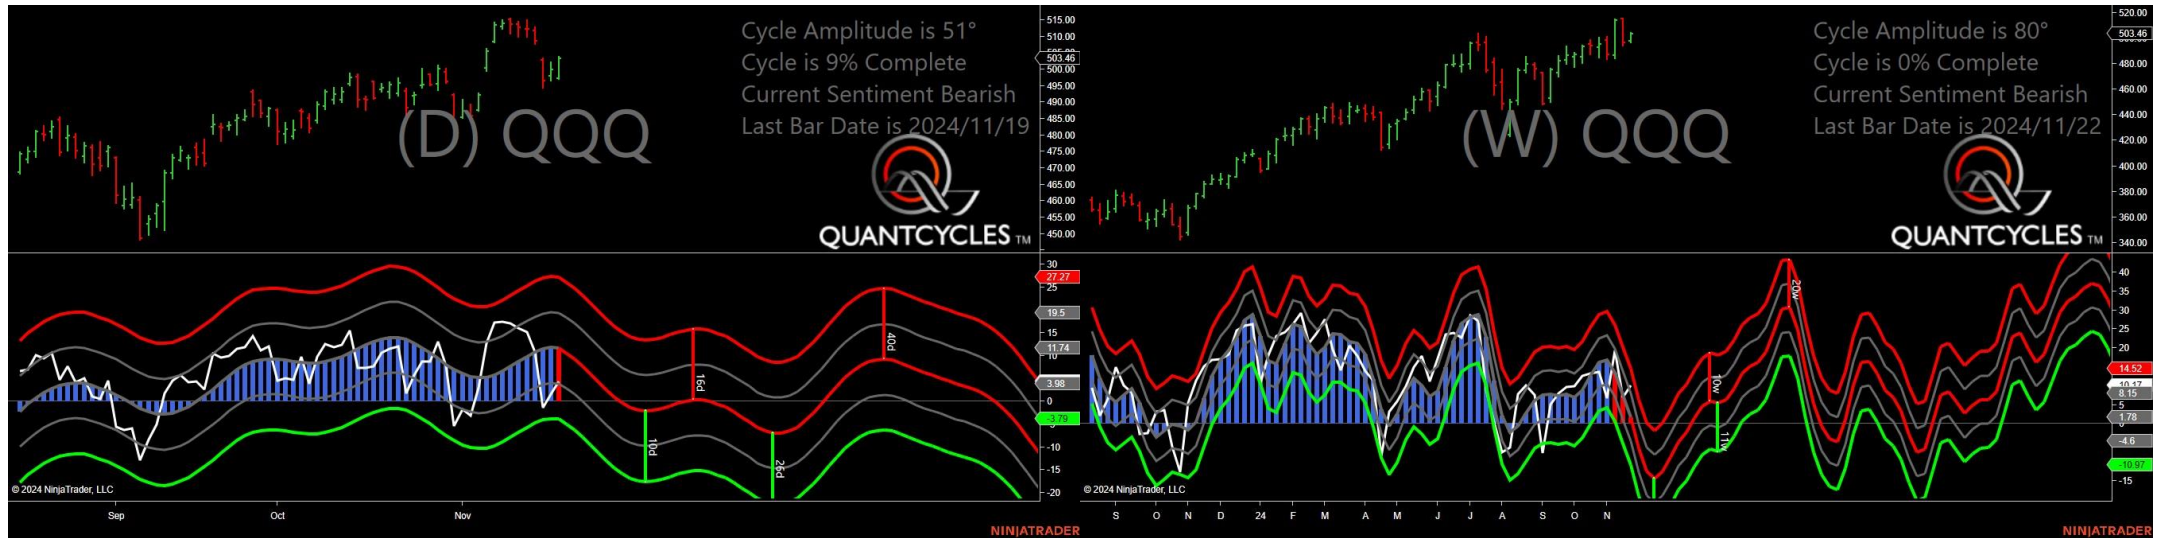 Cycle Amplitude is 51°
Cycle is 9% Complete
Current Sentiment Bearish
Last Bar Date is 2024/11/19
(D) QQQ
QUANTCYCLES TM
515.00
510.00
503.46
500.00
495.00
490.00
485.00
480.00
475.00
470.00
465.00
460.00
455.00
450.00
30
27.27
25
19.5
15
11.74
10
3.98
0
-3.79
-5
-10
-15
-20
10d
16d
26d
40d
© 2024 NinjaTrader, LLC
Sep
Oct
Nov
NINJATRADER
Cycle Amplitude is 80°
Cycle is 0% Complete
Current Sentiment Bearish
Last Bar Date is 2024/11/22
(W) QQQ
QUANTCYCLES TM
520.00
503.46
480.00
460.00
440.00
420.00
400.00
380.00
360.00
340.00
40
35
30
25
20
14.52
10.17
8.15
5
1.78
-4.6
-10.97
-15
10w
11w
20w
© 2024 NinjaTrader, LLC
S O N D 24 F M A M J J A S O N
NINJATRADER